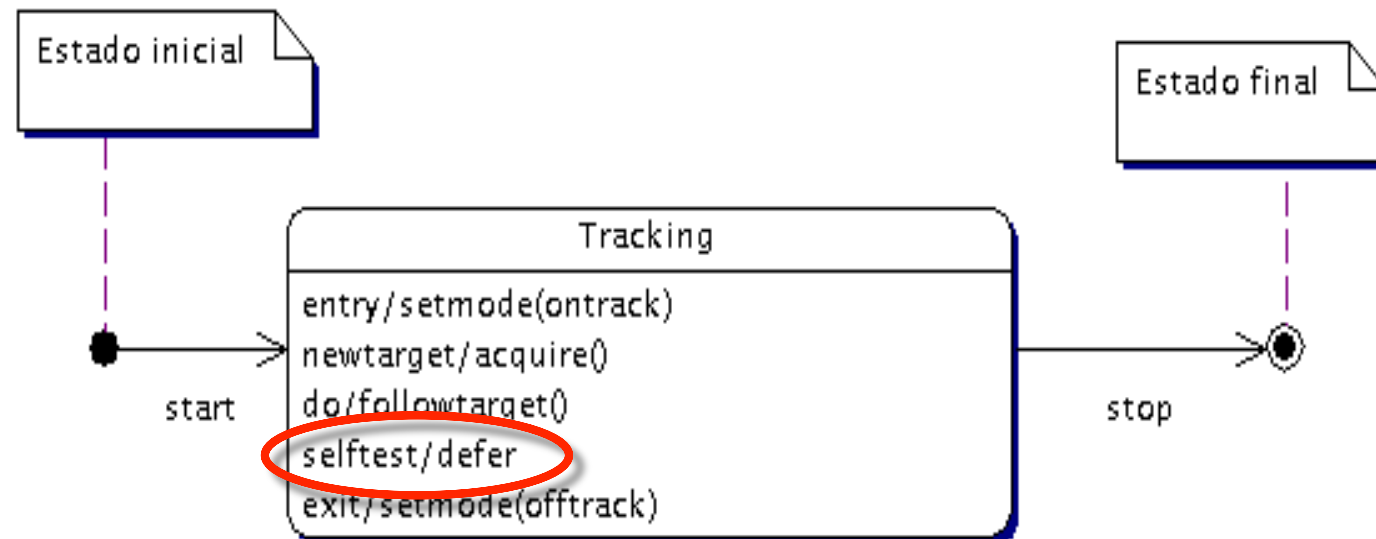 Estado inicial
Estado final
Tracking
entry/setmode(ontrack)
newtarget/acquire()
do/followtarget()
selftest/defer
exit/setmode(offtrack)
start
stop